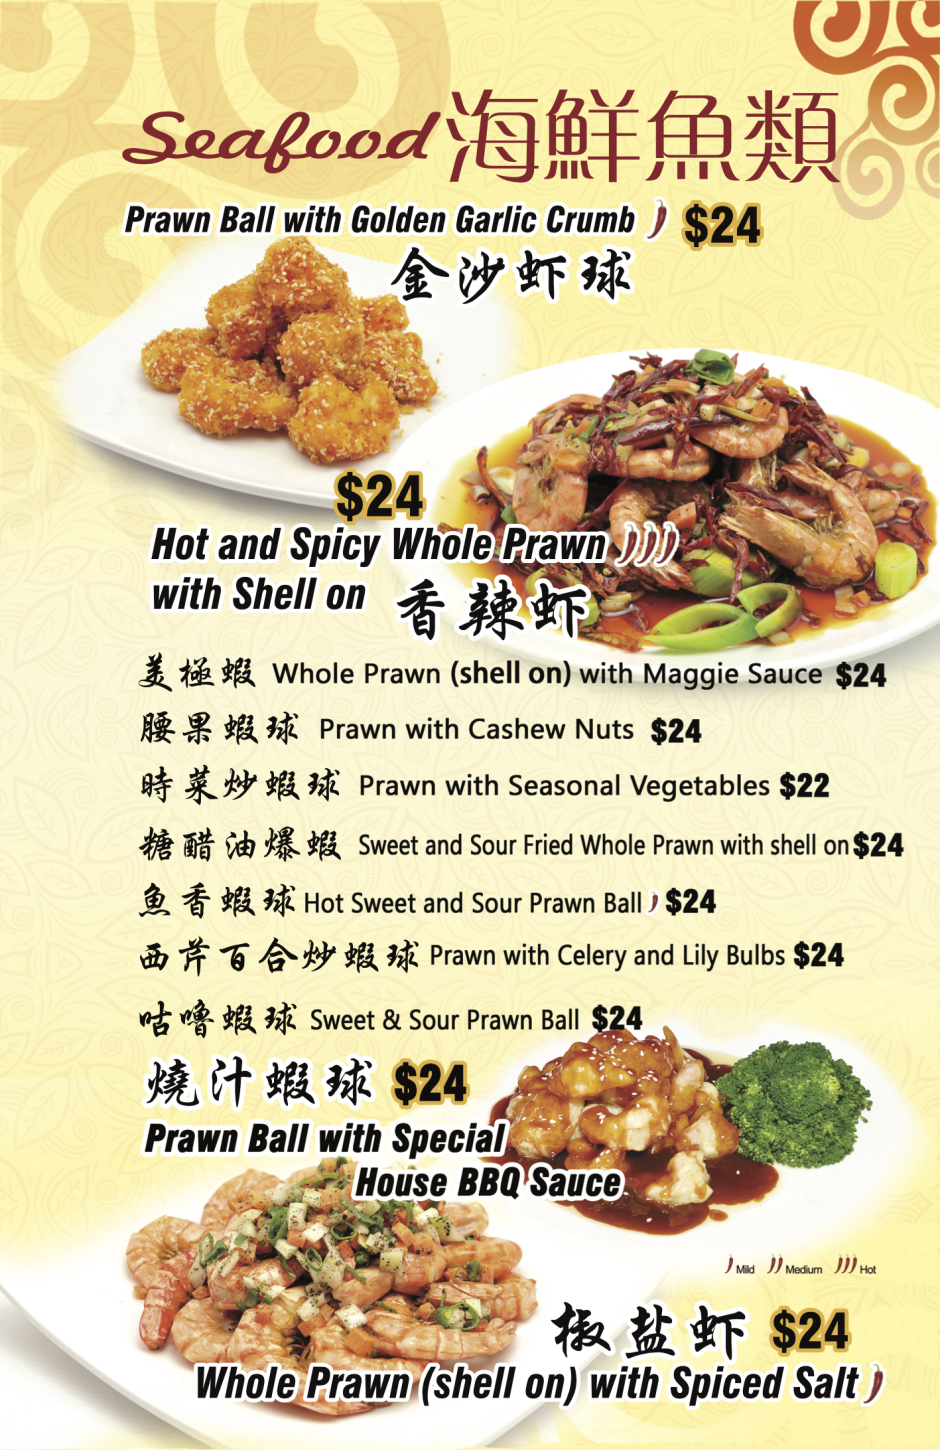 Seafood 海鮮魚類
Prawn Ball with Golden Garlic Crumb $24
金沙虾球
$24
Hot and Spicy Whole Prawn
with Shell on 香辣虾
美極蝦 Whole Prawn (shell on) with Maggie Sauce $24
腰果蝦球 Prawn with Cashew Nuts $24
時菜炒蝦球 Prawn with Seasonal Vegetables $22
糖醋油爆蝦 Sweet and Sour Fried Whole Prawn with shell on $24
魚香蝦球 Hot Sweet and Sour Prawn Ball $24
西芹百合炒蝦球 Prawn with Celery and Lily Bulbs $24
咕嚕蝦球 Sweet & Sour Prawn Ball $24
燒汁蝦球 $24
Prawn Ball with Special
House BBQ Sauce
Mild Medium Hot
椒盐虾 $24
Whole Prawn (shell on) with Spiced Salt